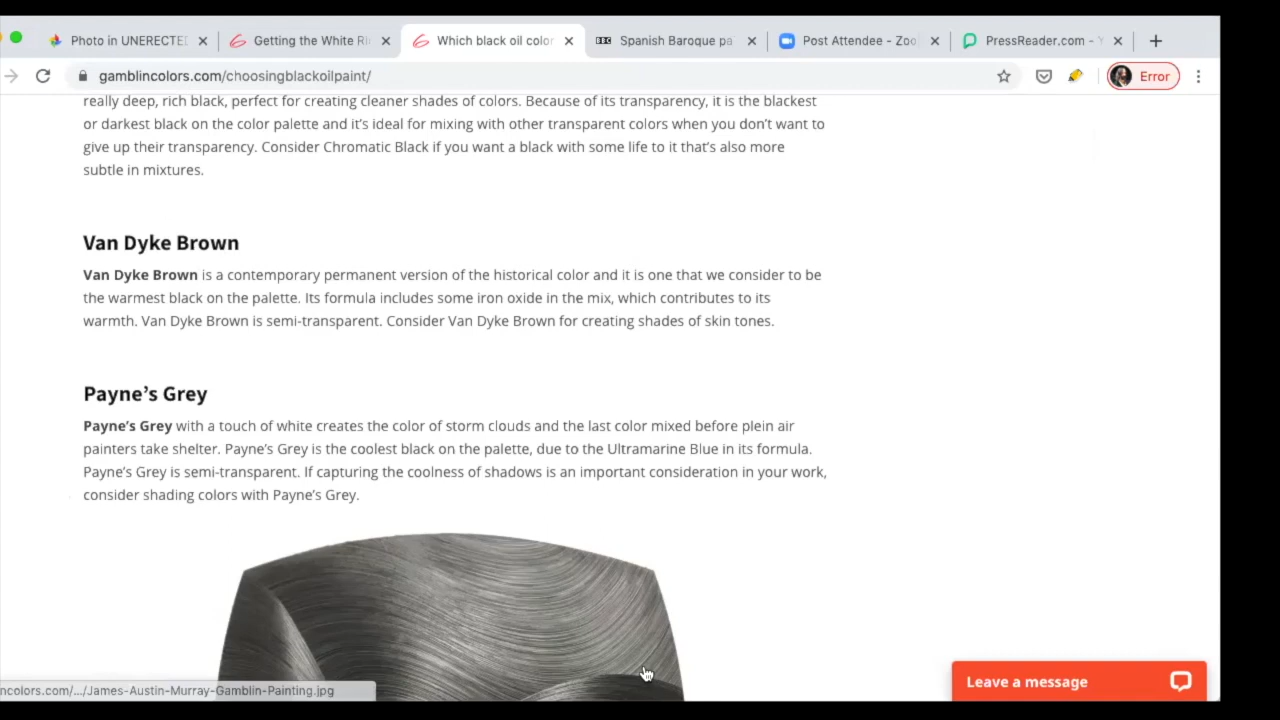 Photo in UNERECTED
Getting the White Ri
Which black oil color
Spanish Baroque pa
Post Attendee - Zoo
PressReader.com - Y
gamblincolors.com/choosingblackoilpaint/
Error
really deep, rich black, perfect for creating cleaner shades of colors. Because of its transparency, it is the blackest
or darkest black on the color palette and it's ideal for mixing with other transparent colors when you don't want to
give up their transparency. Consider Chromatic Black if you want a black with some life to it that's also more
subtle in mixtures.
Van Dyke Brown
Van Dyke Brown is a contemporary permanent version of the historical color and it is one that we consider to be
the warmest black on the palette. Its formula includes some iron oxide in the mix, which contributes to its
warmth. Van Dyke Brown is semi-transparent. Consider Van Dyke Brown for creating shades of skin tones.
Payne's Grey
Payne's Grey with a touch of white creates the color of storm clouds and the last color mixed before plein air
painters take shelter. Payne's Grey is the coolest black on the palette, due to the Ultramarine Blue in its formula.
Payne's Grey is semi-transparent. If capturing the coolness of shadows is an important consideration in your work,
consider shading colors with Payne's Grey.
Leave a message
ncolors.com/.../James-Austin-Murray-Gamblin-Painting.jpg